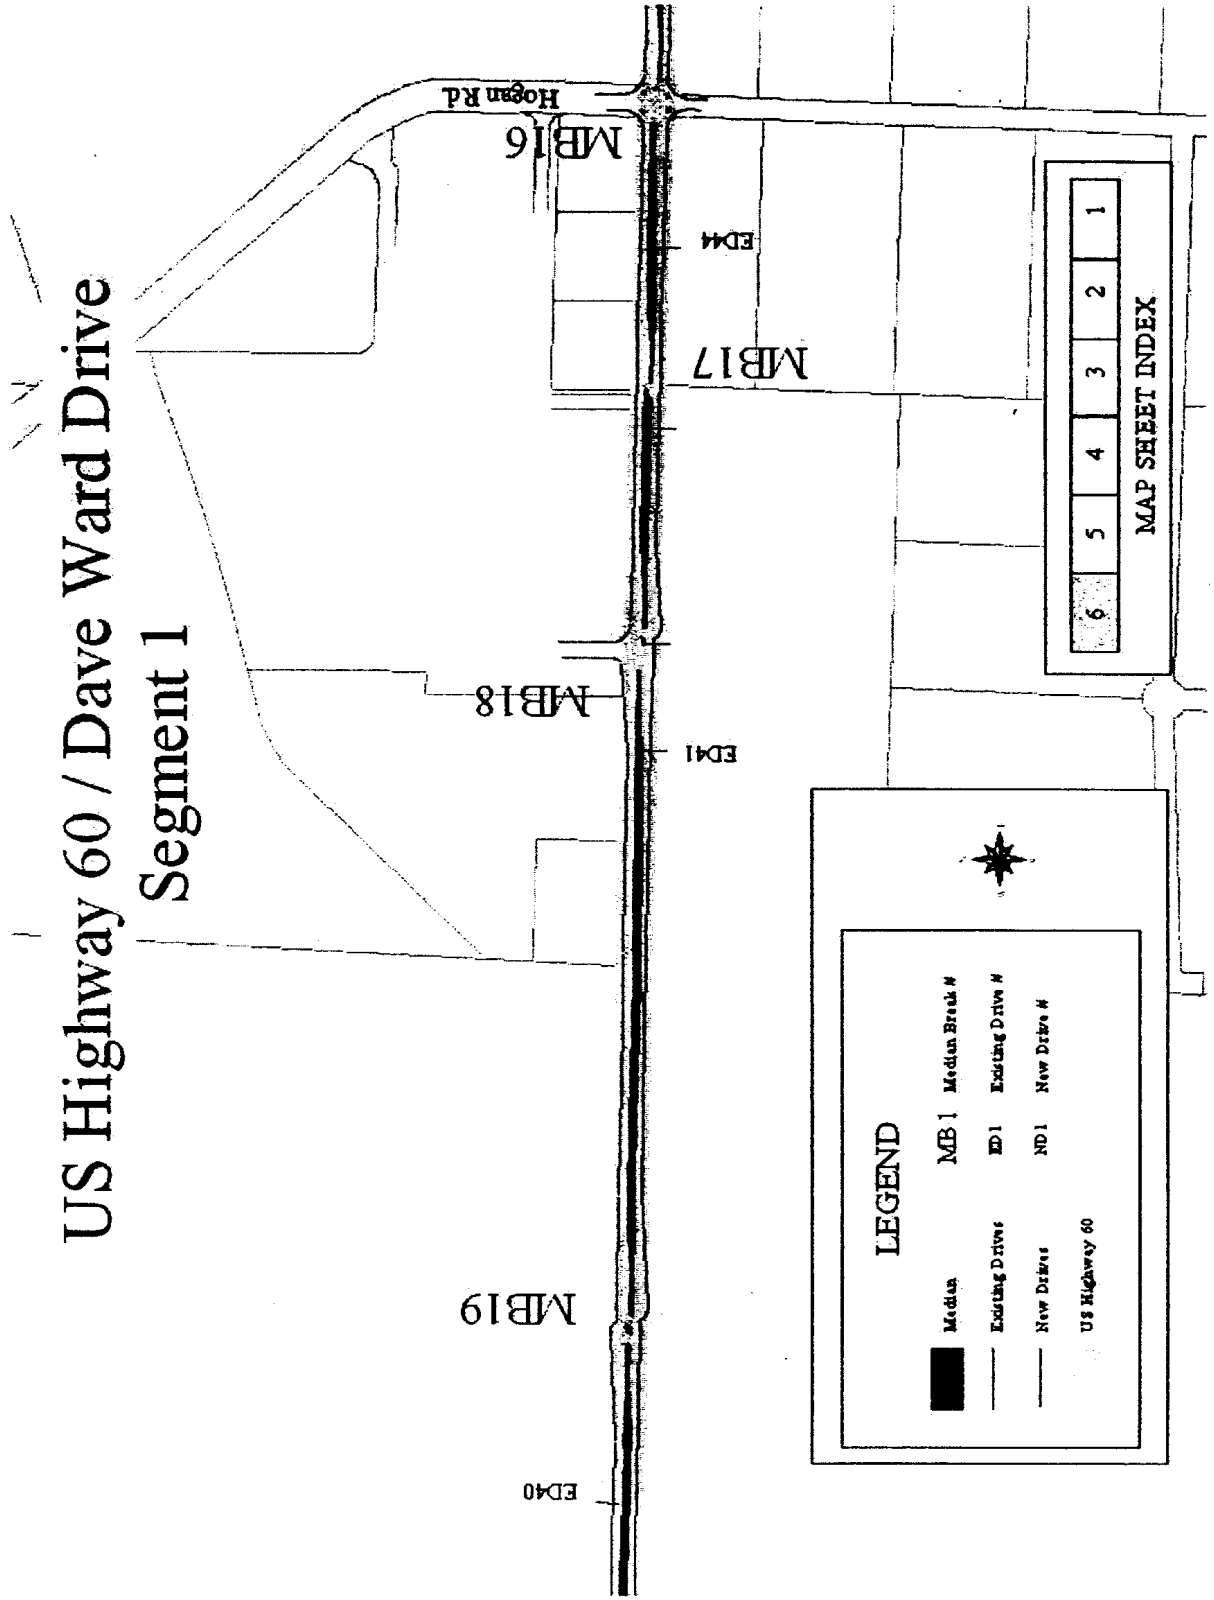 US Highway 60 / Dave Ward Drive
Segment 1
Hogan Rd
MB16
ED44
MB17
MB18
ED41
MB19
ED40
LEGEND
Median
MB 1 Median Break #
Existing Drives
ED1 Existing Drive #
New Drives
ND1 New Drive #
US Highway 60
6 5 4 3 2 1
MAP SHEET INDEX